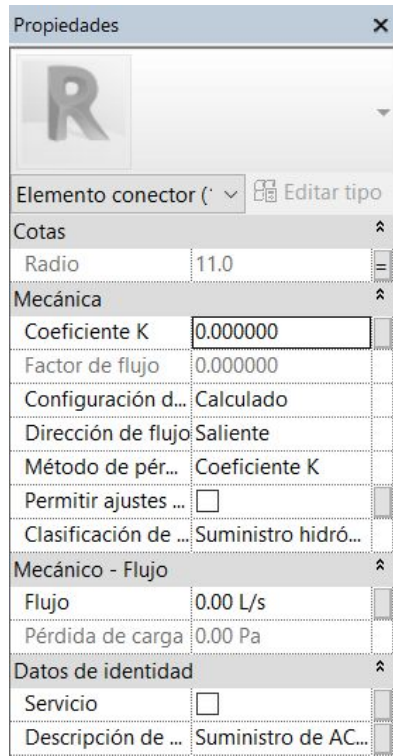 Propiedades
R
Elemento conector (1 Editar tipo
Cotas
Radio 11.0 =
Mecánica
Coeficiente K 0.000000
Factor de flujo 0.000000
Configuración d... Calculado
Dirección de flujo Saliente
Método de pér... Coeficiente K
Permitir ajustes ...
Clasificación de ... Suministro hidró...
Mecánico - Flujo
Flujo 0.00 L/s
Pérdida de carga 0.00 Pa
Datos de identidad
Servicio
Descripción de ... Suministro de AC...